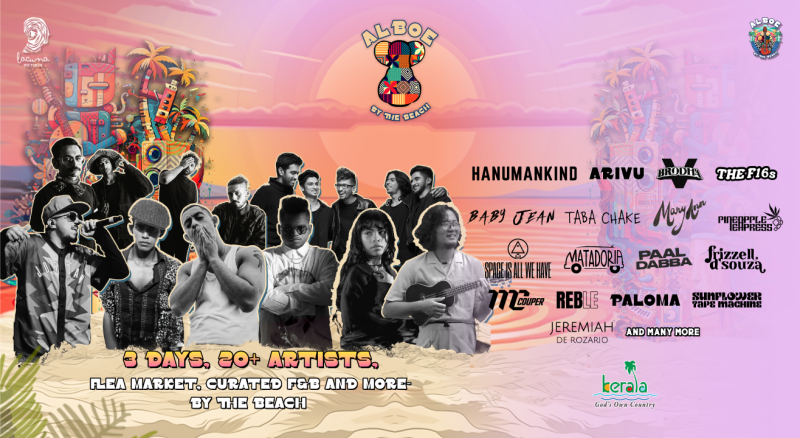 lacuna
ALBOE
BY THE BEACH
ALBOE
HANUMANKIND ARIVU BRODHA V THE F16s
BABY JEAN TABA CHAKE Mary Ann PINEAPPLE EXPRESS
SPACE IS ALL WE HAVE MATADORIA PAAL DABBA frizzell d'souza
MC COUPER REBLE PALOMA SUNFLOWER TAPE MACHINE
JEREMIAH DE ROZARIO AND MANY MORE
3 DAYS, 20+ ARTISTS,
FLEA MARKET, CURATED F&B AND MORE-
BY THE BEACH
kerala
God's Own Country